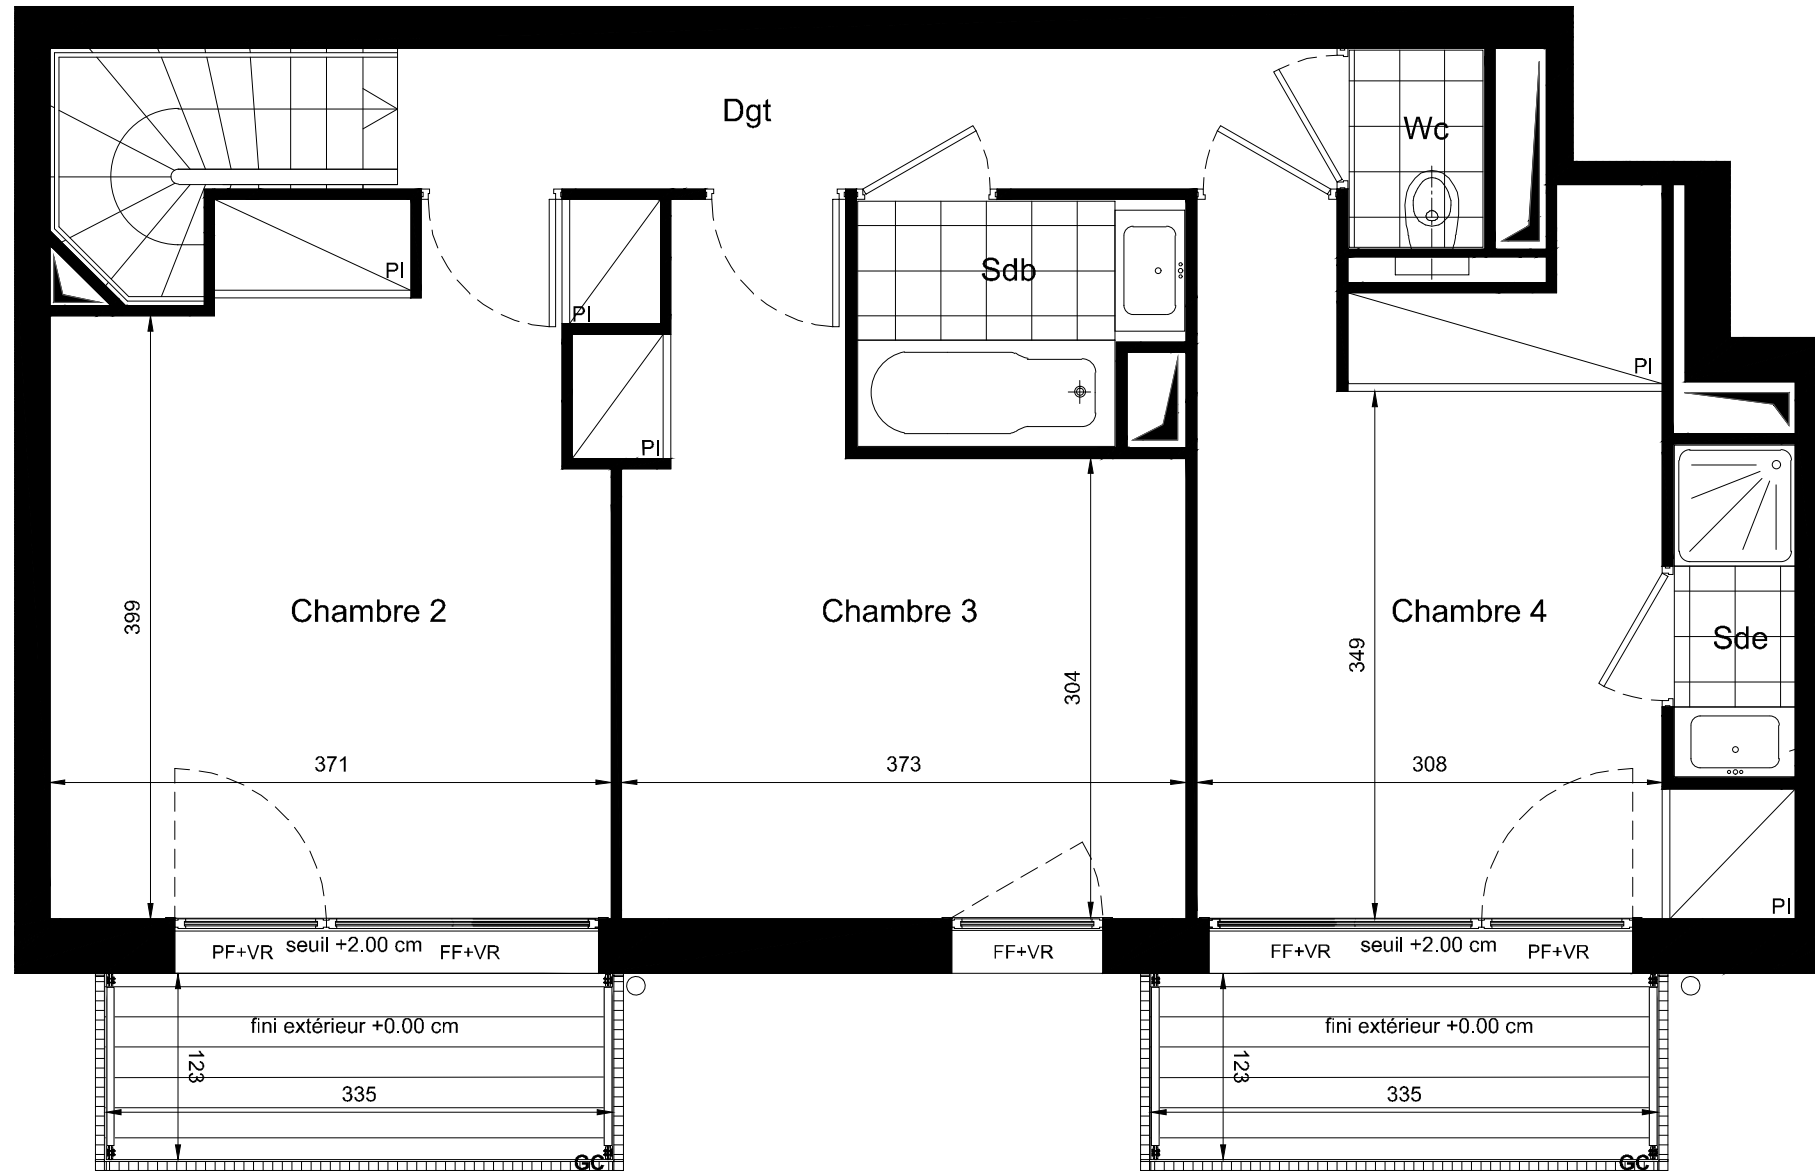 Dgt
Wc
Pl
Pl
Sdb
Pl
Pl
Chambre 2
Chambre 3
Chambre 4
Sde
399
349
304
371
373
308
Pl
PF+VR
seuil +2.00 cm
FF+VR
FF+VR
FF+VR
seuil +2.00 cm
PF+VR
fini extérieur +0.00 cm
fini extérieur +0.00 cm
123
123
335
335
GC
GC